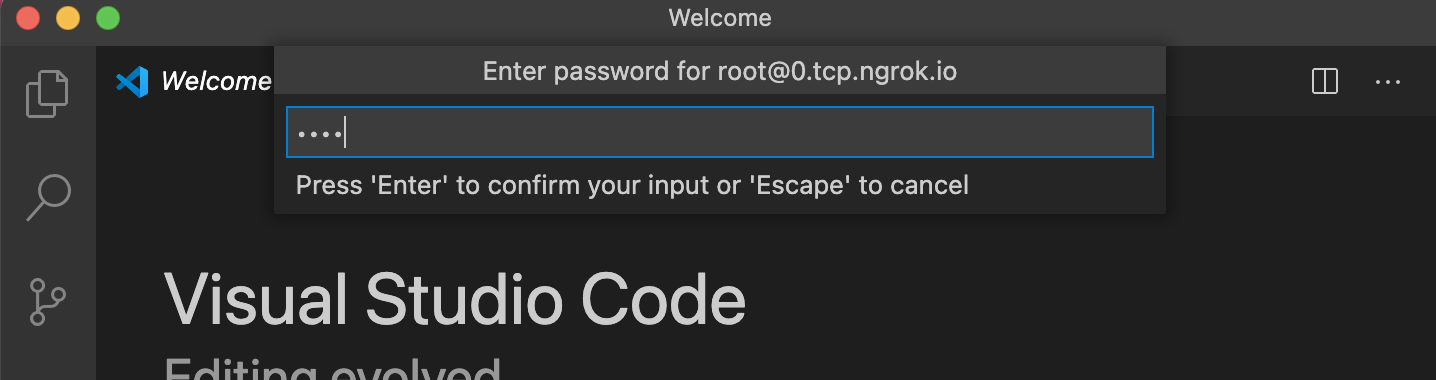 Welcome
Welcome
Enter password for root@0.tcp.ngrok.io
••••
Press 'Enter' to confirm your input or 'Escape' to cancel
Visual Studio Code
Editing evolved